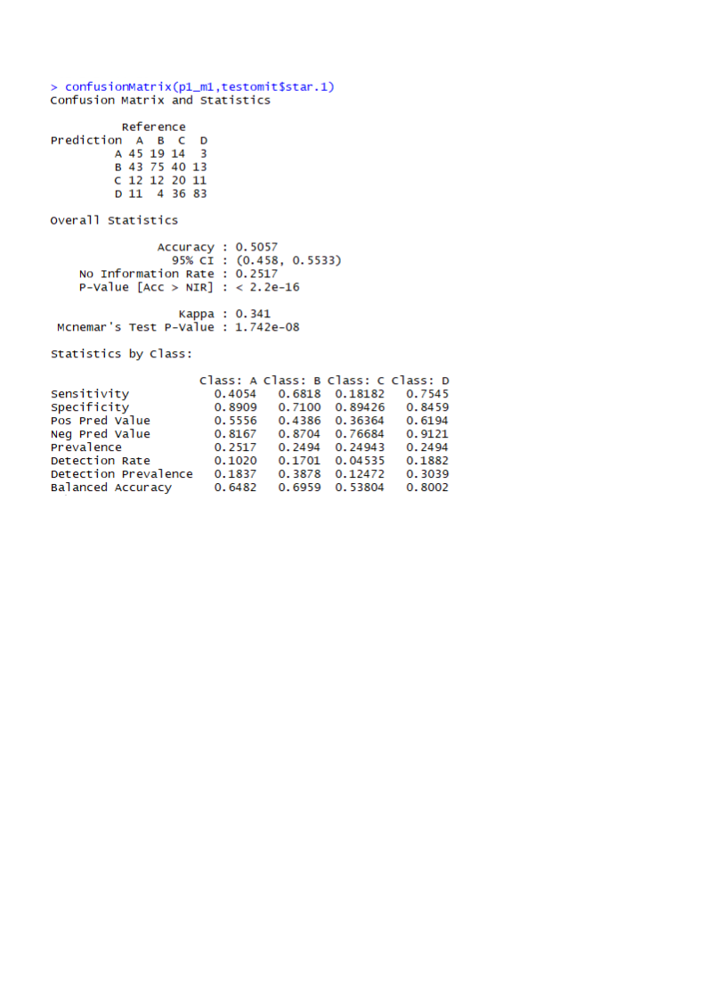 > confusionMatrix(p1_m1,testomit$star.1)
Confusion Matrix and Statistics
Reference
Prediction A B C D
A 45 19 14 3
B 43 75 40 13
C 12 12 20 11
D 11 4 36 83
Overall Statistics
Accuracy : 0.5057
95% CI : (0.458, 0.5533)
No Information Rate : 0.2517
P-Value [Acc > NIR] : < 2.2e-16
Kappa : 0.341
Mcnemar's Test P-Value : 1.742e-08
Statistics by Class:
Class: A Class: B Class: C Class: D
Sensitivity 0.4054 0.6818 0.18182 0.7545
Specificity 0.8909 0.7100 0.89426 0.8459
Pos Pred Value 0.5556 0.4386 0.36364 0.6194
Neg Pred Value 0.8167 0.8704 0.76684 0.9121
Prevalence 0.2517 0.2494 0.24943 0.2494
Detection Rate 0.1020 0.1701 0.04535 0.1882
Detection Prevalence 0.1837 0.3878 0.12472 0.3039
Balanced Accuracy 0.6482 0.6959 0.53804 0.8002